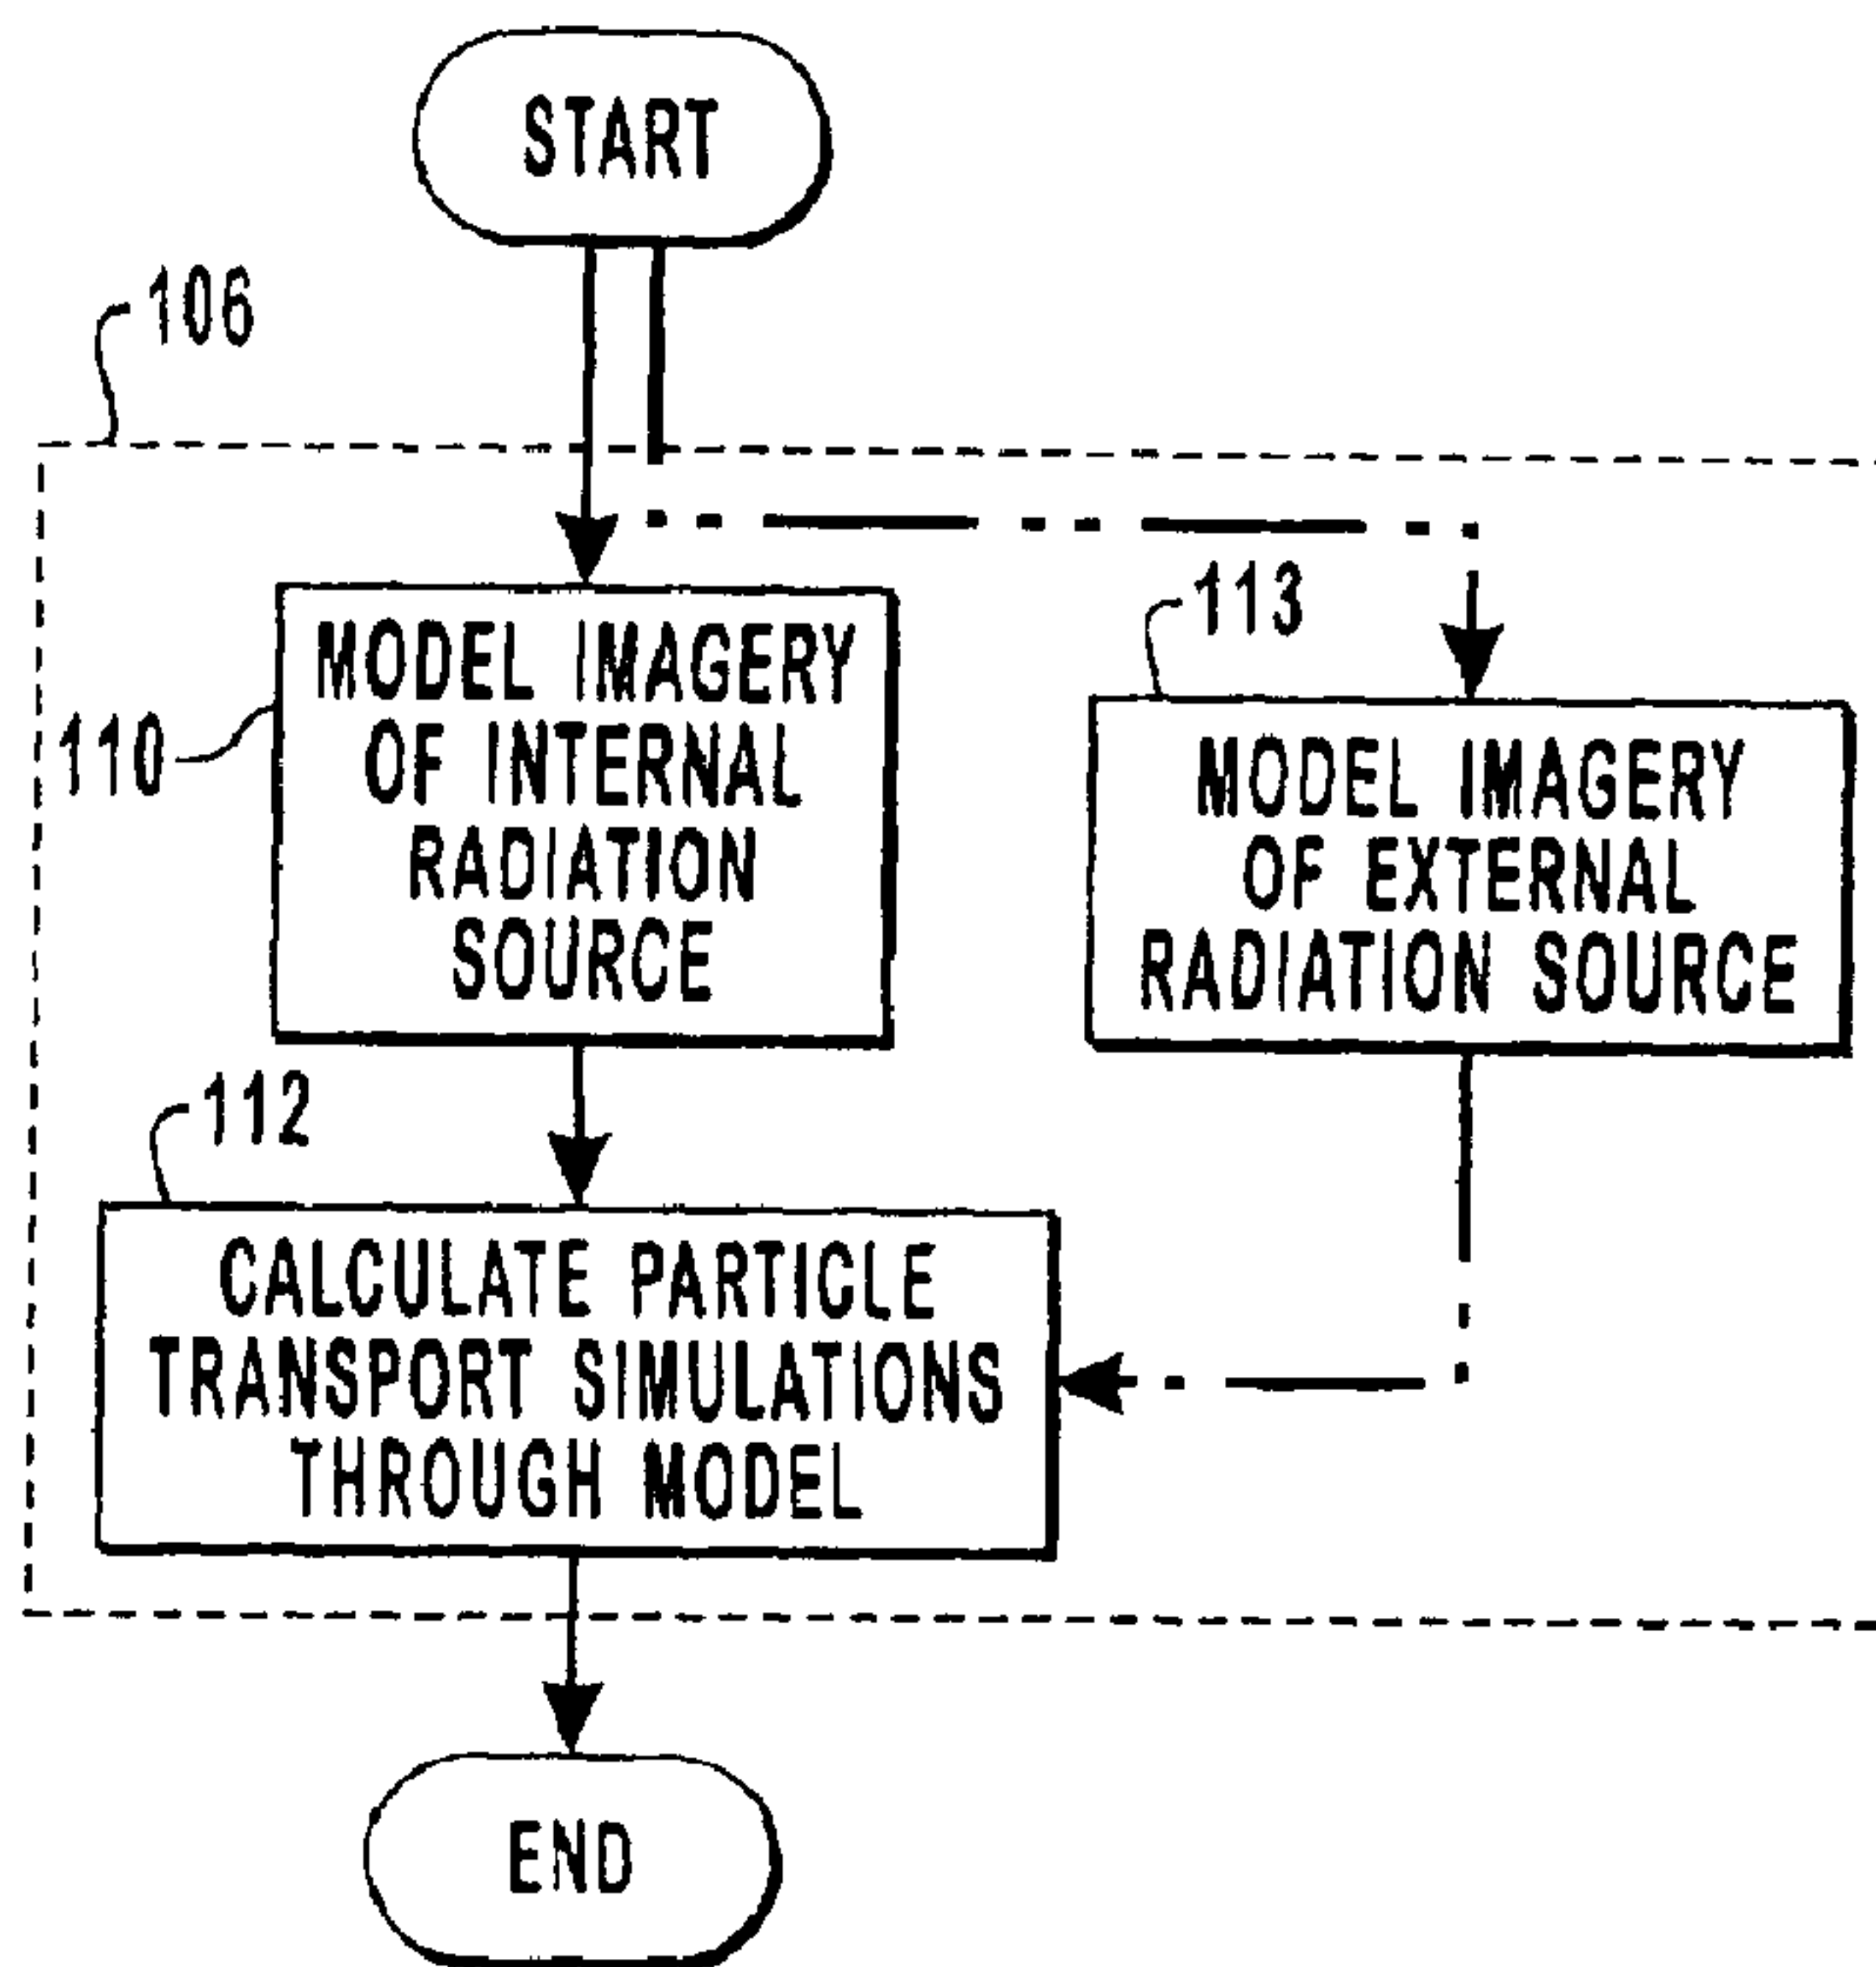 START
106
113
MODEL IMAGERY
OF INTERNAL
RADIATION
SOURCE
110
MODEL IMAGERY
OF EXTERNAL
RADIATION SOURCE
112
CALCULATE PARTICLE
TRANSPORT SIMULATIONS
THROUGH MODEL
END